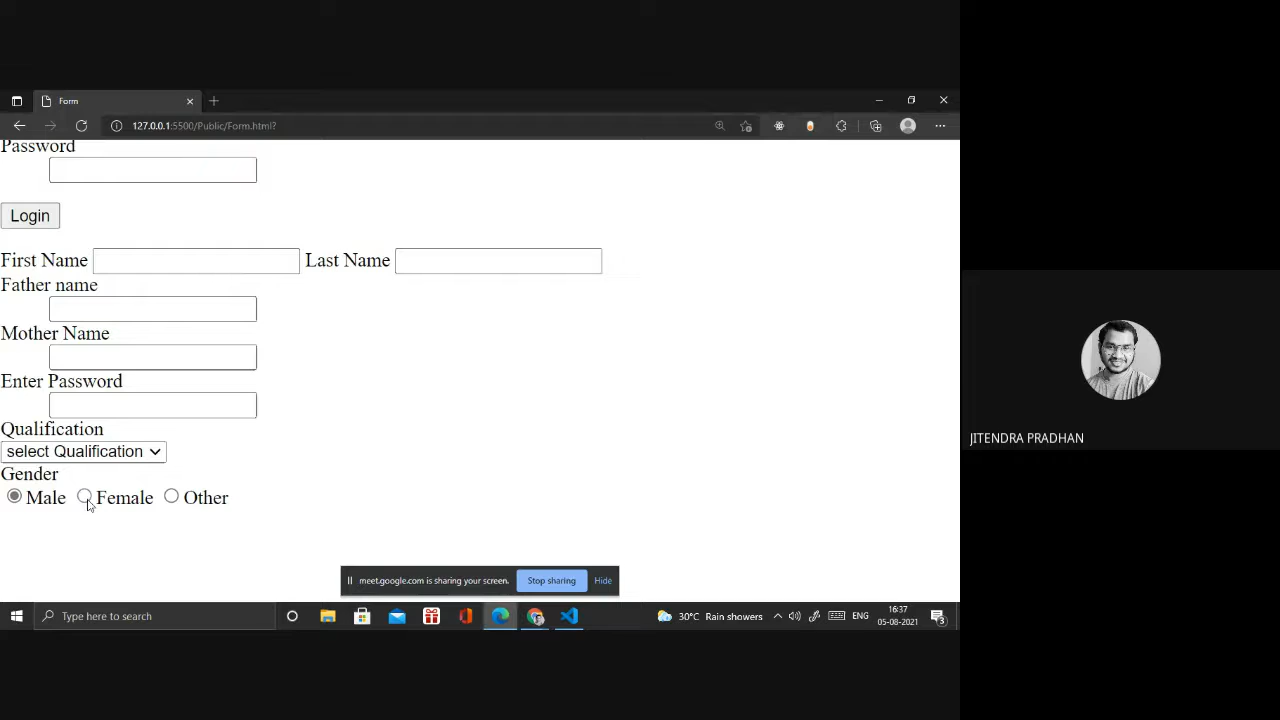 Form
127.0.0.1:5500/Public/Form.html?
Password
Login
First Name Last Name
Father name
Mother Name
Enter Password
Qualification
select Qualification
Gender
Male Female Other
JITENDRA PRADHAN
meet.google.com is sharing your screen. Stop sharing Hide
Type here to search 30°C Rain showers ENG 16:37
05-08-2021
3